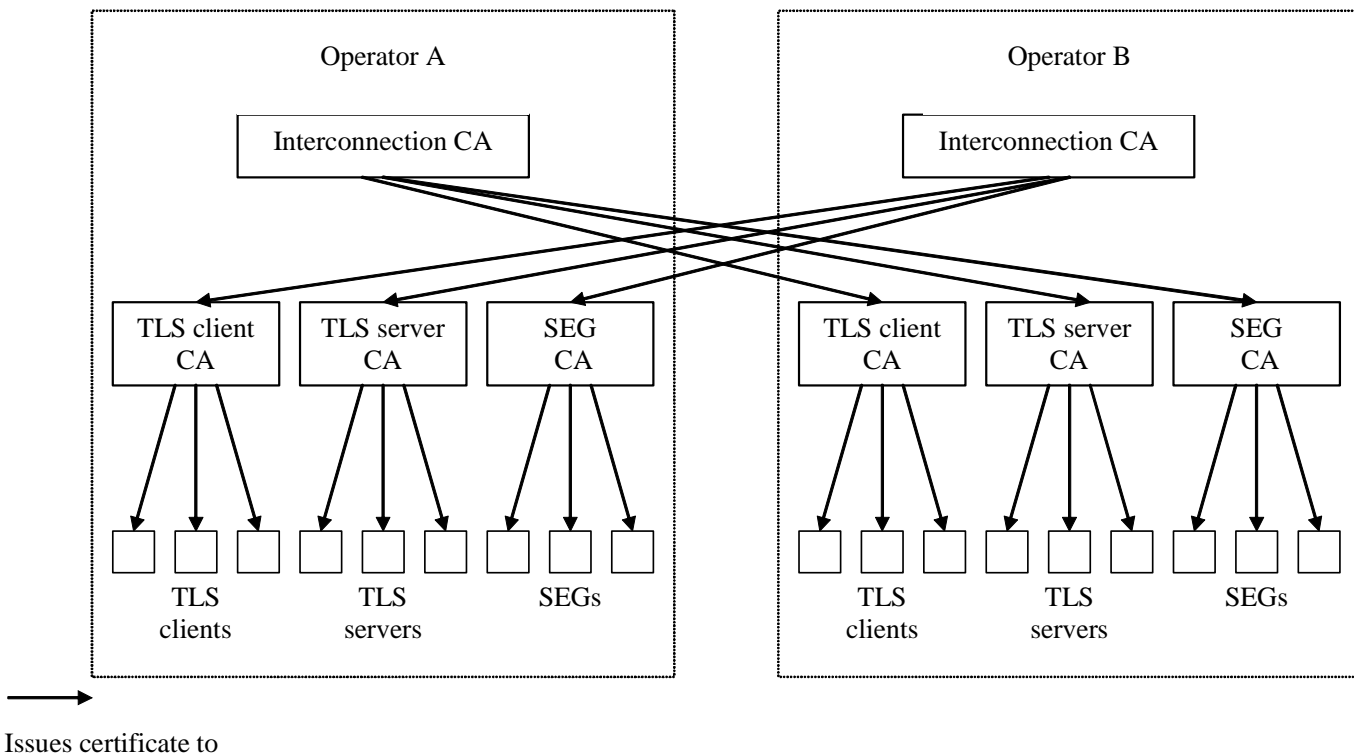 Operator A
Operator B
Interconnection CA
Interconnection CA
TLS client
CA
TLS server
CA
SEG
CA
TLS client
CA
TLS server
CA
SEG
CA
TLS
clients
TLS
servers
SEGs
TLS
clients
TLS
servers
SEGs
Issues certificate to